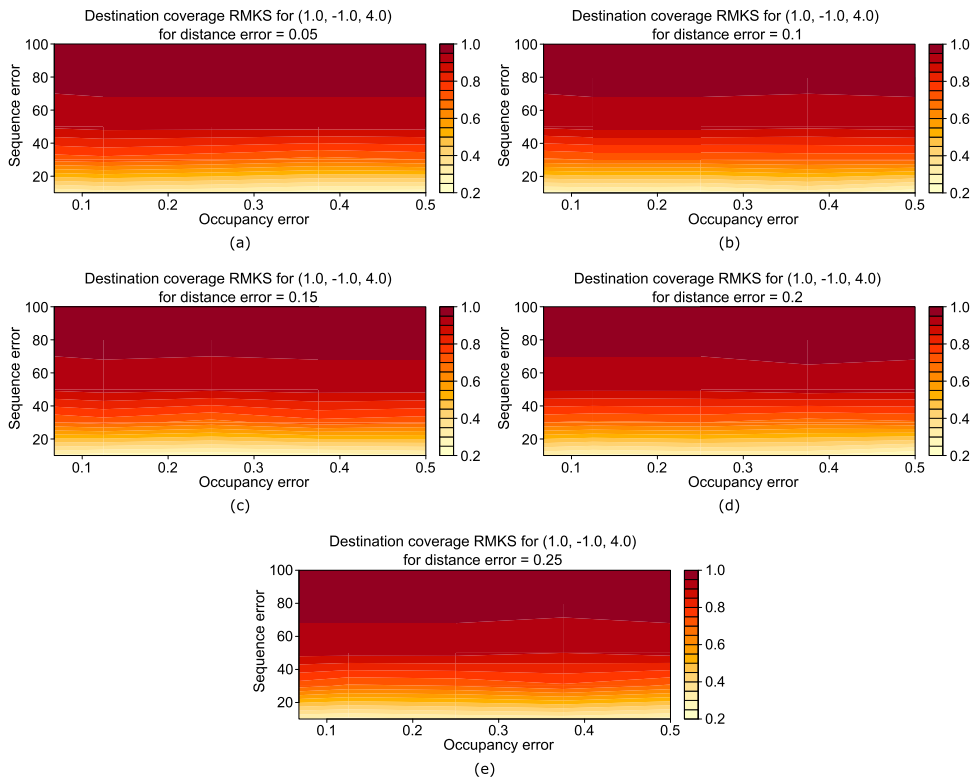 Destination coverage RMKS for (1.0, -1.0, 4.0)
for distance error = 0.05
Sequence error
100
80
60
40
20
0.1 0.2 0.3 0.4 0.5
Occupancy error
1.0
0.8
0.6
0.4
0.2
(a)
Destination coverage RMKS for (1.0, -1.0, 4.0)
for distance error = 0.1
Sequence error
100
80
60
40
20
0.1 0.2 0.3 0.4 0.5
Occupancy error
1.0
0.8
0.6
0.4
0.2
(b)
Destination coverage RMKS for (1.0, -1.0, 4.0)
for distance error = 0.15
Sequence error
100
80
60
40
20
0.1 0.2 0.3 0.4 0.5
Occupancy error
1.0
0.8
0.6
0.4
0.2
(c)
Destination coverage RMKS for (1.0, -1.0, 4.0)
for distance error = 0.2
Sequence error
100
80
60
40
20
0.1 0.2 0.3 0.4 0.5
Occupancy error
1.0
0.8
0.6
0.4
0.2
(d)
Destination coverage RMKS for (1.0, -1.0, 4.0)
for distance error = 0.25
Sequence error
100
80
60
40
20
0.1 0.2 0.3 0.4 0.5
Occupancy error
1.0
0.8
0.6
0.4
0.2
(e)